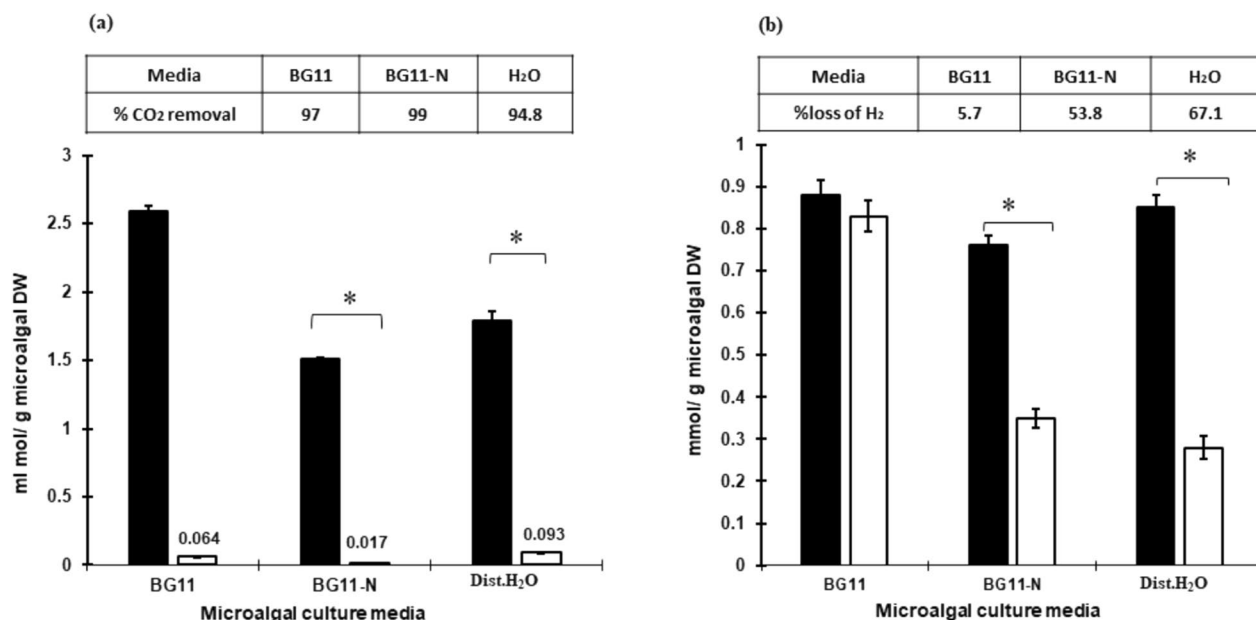 (a)
Media BG11 BG11-N H₂O
% CO₂ removal 97 99 94.8
3
2.5
2
1.5
1
0.5
0
ml mol/ g microalgal DW
*
*
0.064
0.017
0.093
BG11 BG11-N Dist.H₂O
Microalgal culture media
(b)
Media BG11 BG11-N H₂O
%loss of H₂ 5.7 53.8 67.1
1
0.9
0.8
0.7
0.6
0.5
0.4
0.3
0.2
0.1
0
mmol/ g microalgal DW
*
*
BG11 BG11-N Dist.H₂O
Microalgal culture media